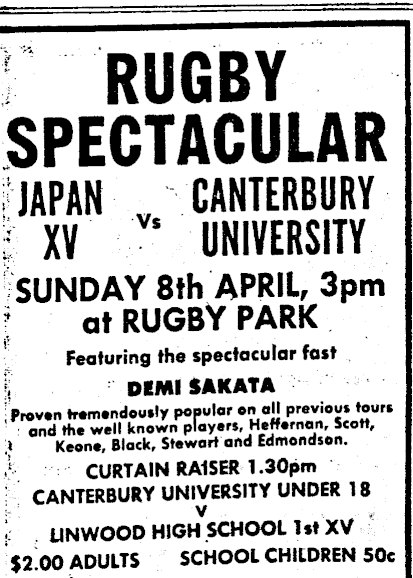 RUGBY
SPECTACULAR
JAPAN
XV
Vs
CANTERBURY
UNIVERSITY
SUNDAY 8th APRIL, 3pm
at RUGBY PARK
Featuring the spectacular fast
DEMI SAKATA
Proven tremendously popular on all previous tours
and the well known players, Heffernan, Scott,
Keone, Black, Stewart and Edmondson.
CURTAIN RAISER 1.30pm
CANTERBURY UNIVERSITY UNDER 18
V
LINWOOD HIGH SCHOOL 1st XV
$2.00 ADULTS SCHOOL CHILDREN 50c